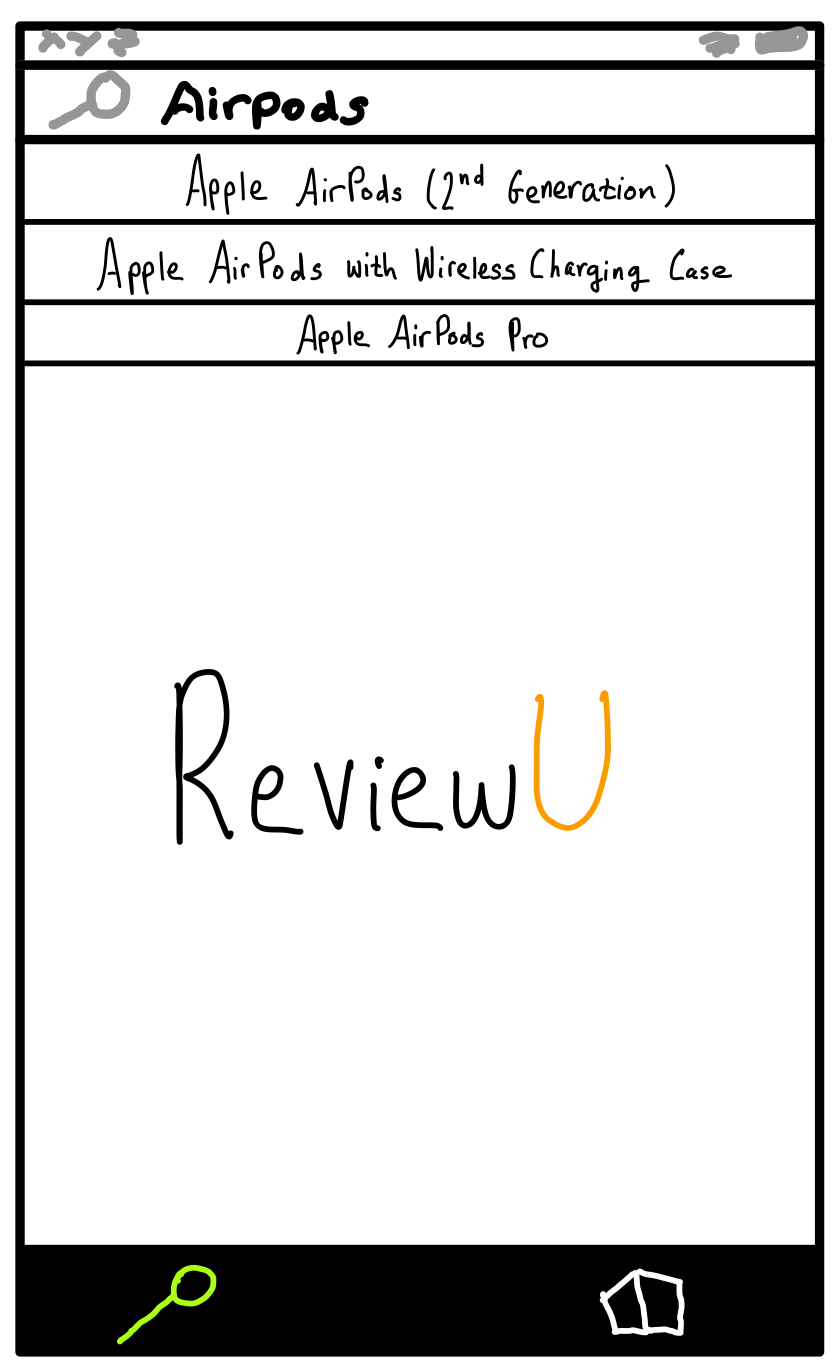 Airpods
Apple AirPods (2nd Generation)
Apple AirPods with Wireless Charging Case
Apple AirPods Pro
ReviewU